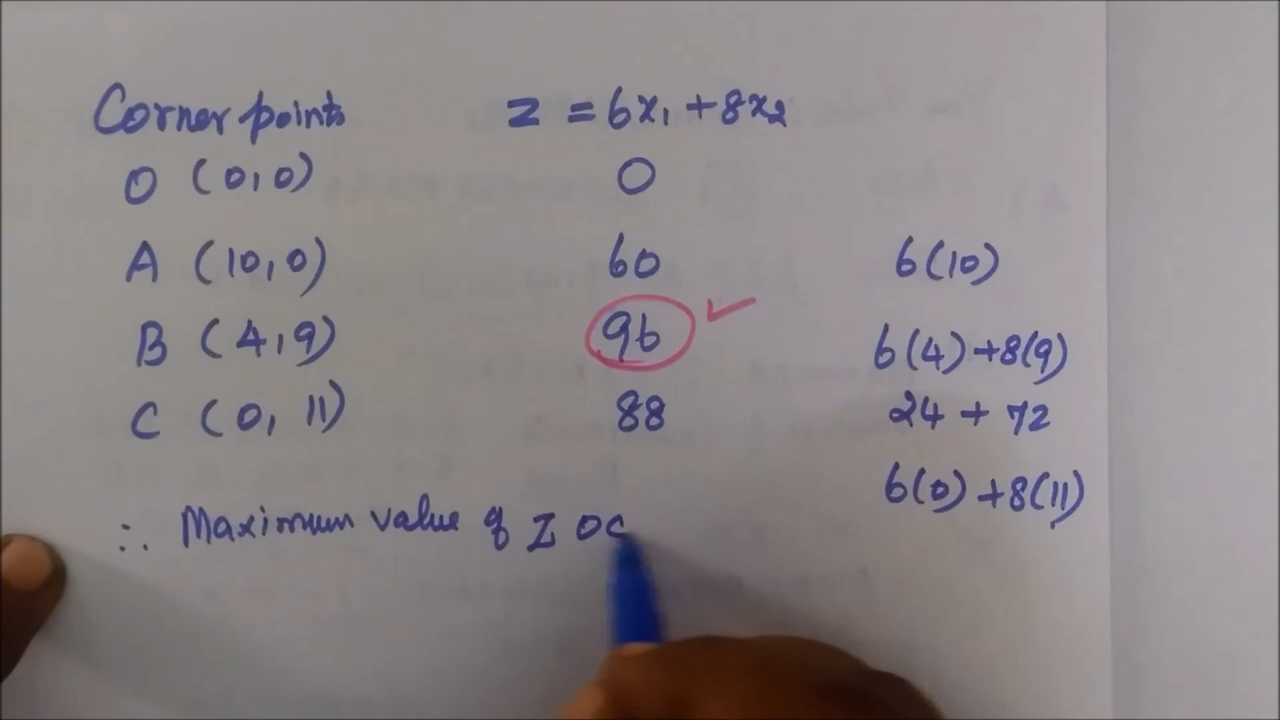 Corner points Z = 6x₁ + 8x₂
O (0,0) 0
A (10,0) 60 6(10)
B (4,9) 96 ✓ 6(4)+8(9)
C (0, 11) 88 24 + 72
6(0)+8(11)
∴ Maximum value of Z oc